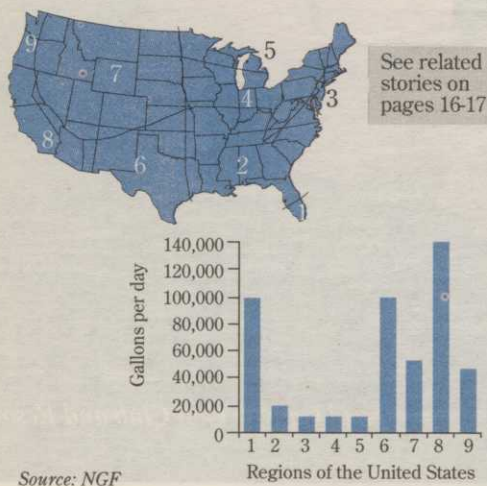 9
5
7
4
3
8
6
2
1
See related
stories on
pages 16-17
140,000
120,000
100,000
80,000
60,000
40,000
20,000
0
Gallons per day
1 2 3 4 5 6 7 8 9
Regions of the United States
Source: NGF